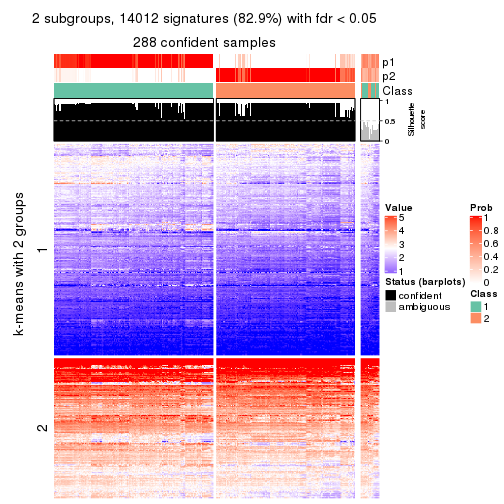 2 subgroups, 14012 signatures (82.9%) with fdr < 0.05
288 confident samples
p1
p2
Class
1
0.5
0
Silhouette
score
k-means with 2 groups
1
2
Value
5
4
3
2
1
Prob
1
0.8
0.6
0.4
0.2
0
Status (barplots)
confident
ambiguous
Class
1
2